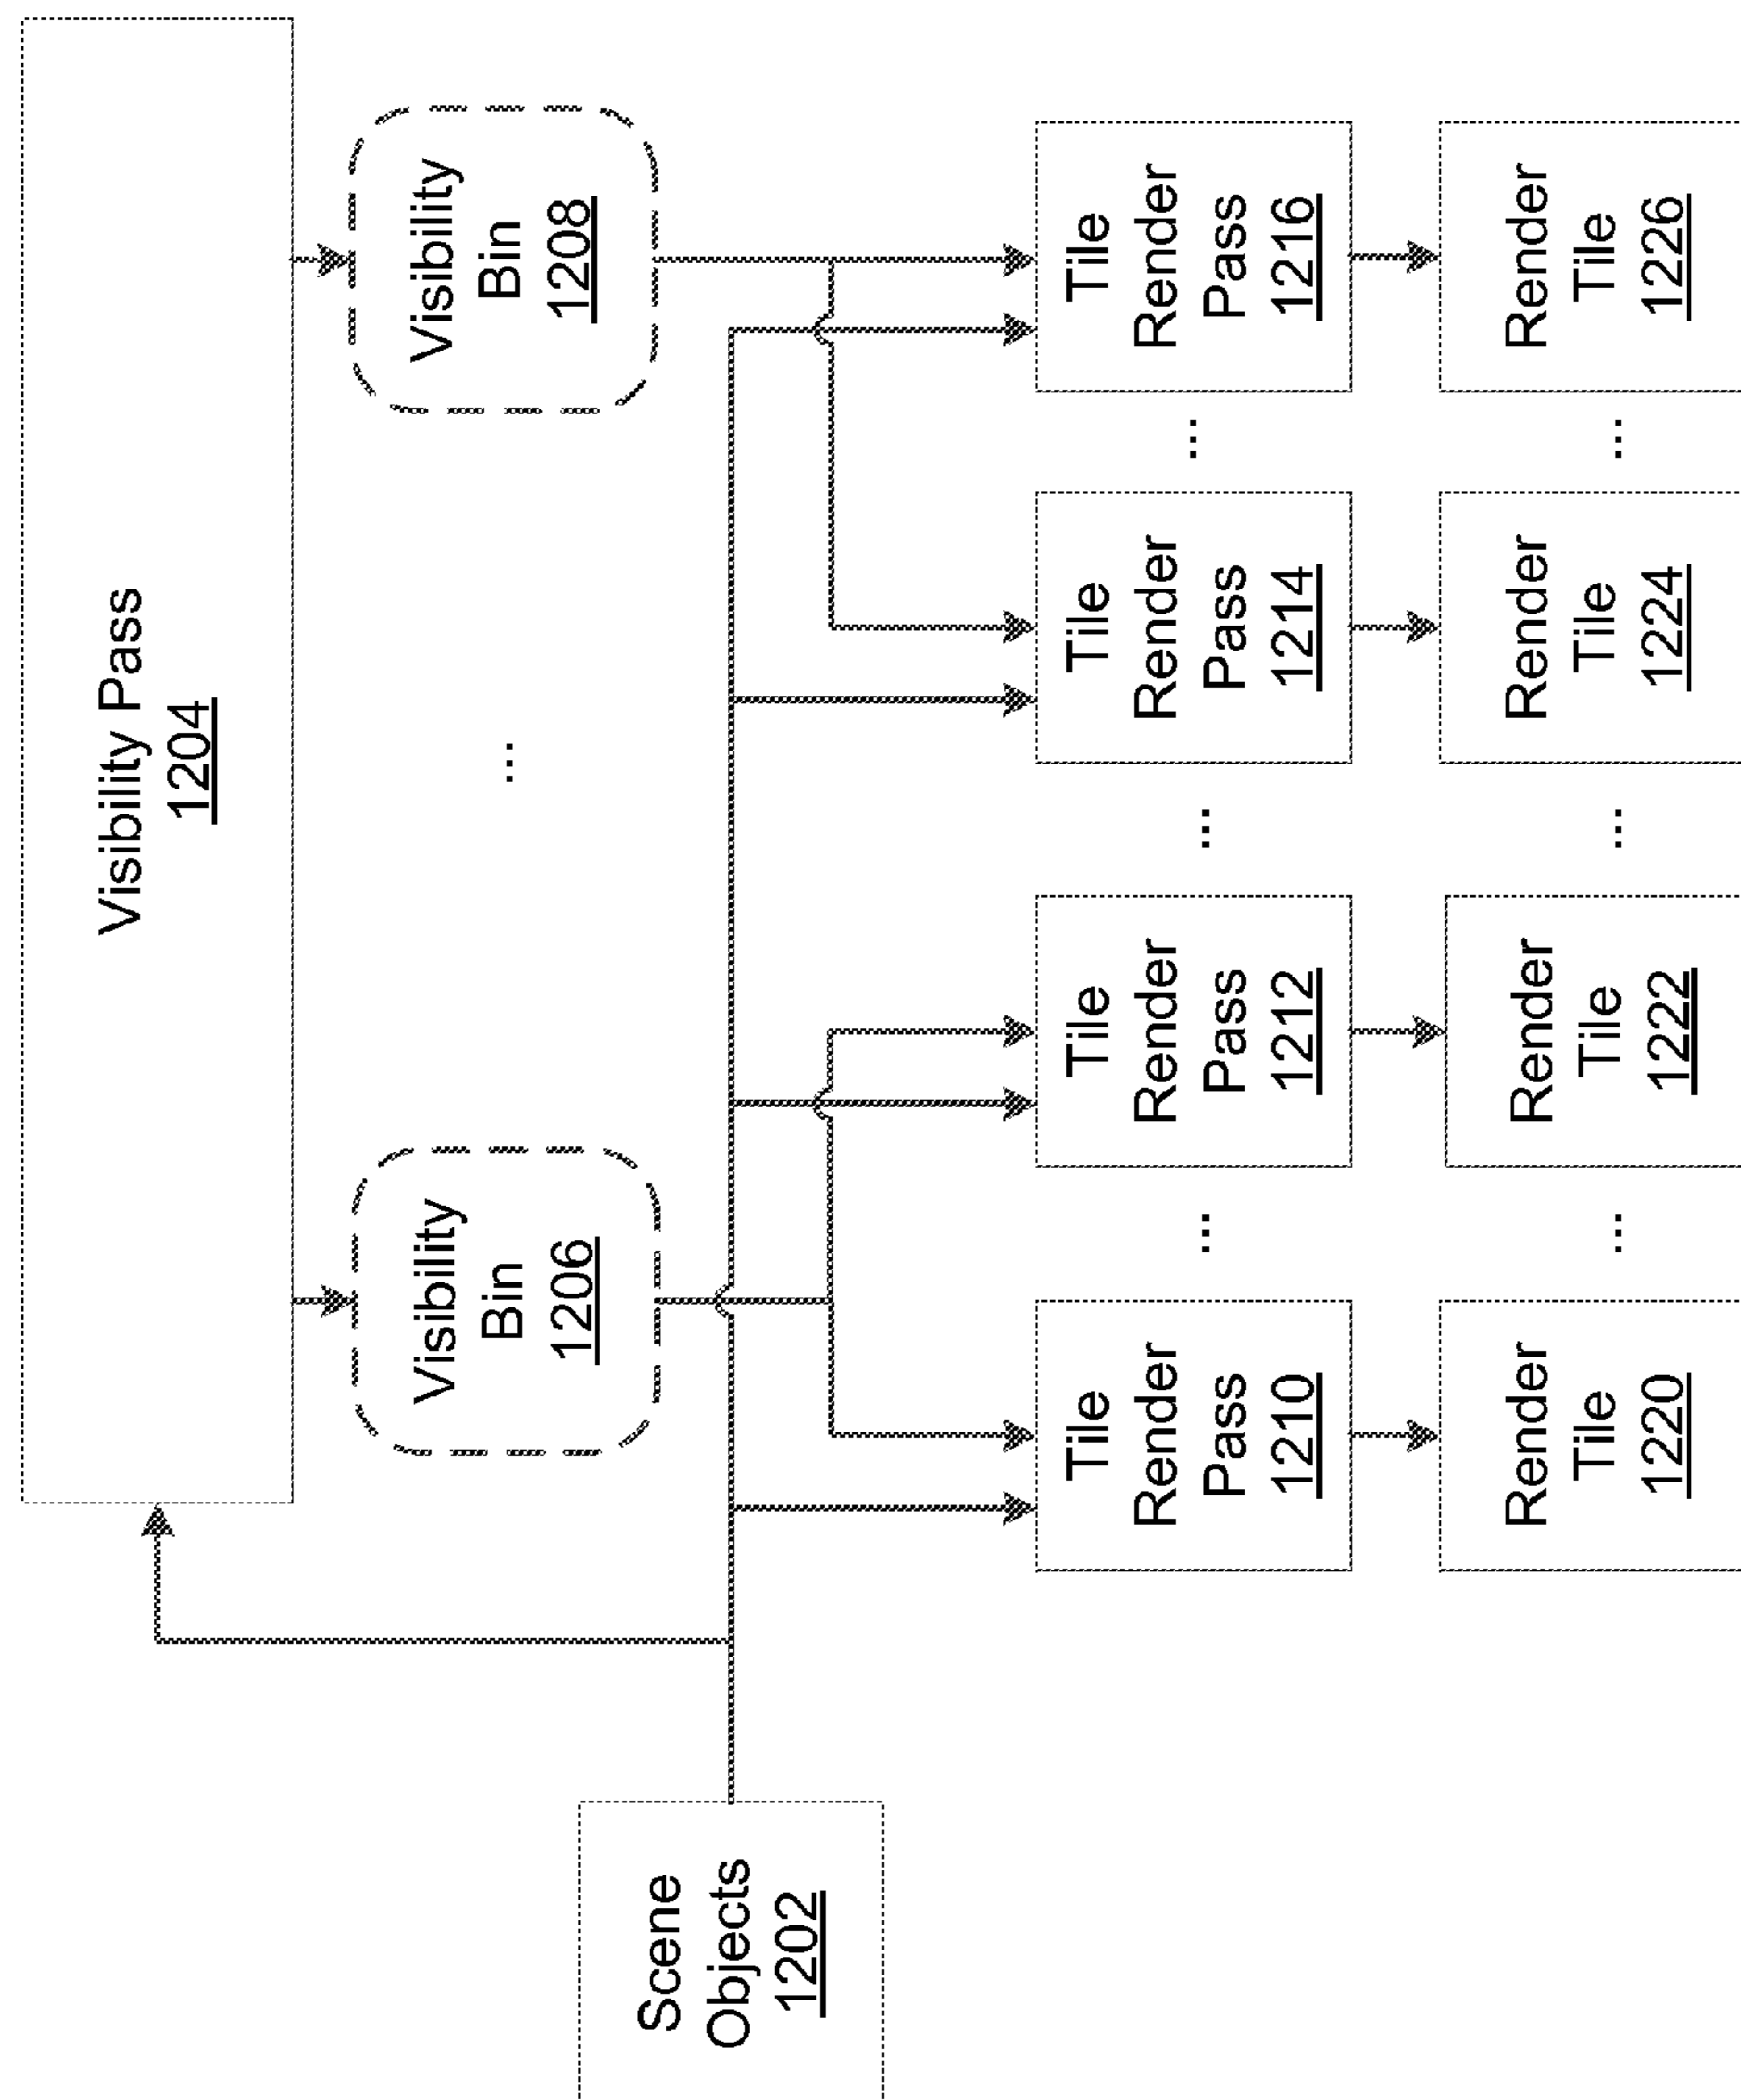 Visibility Pass
1204
Visibility
Bin
1206
...
Visibility
Bin
1208
Scene
Objects
1202
Tile
Render
Pass
1210
...
Tile
Render
Pass
1212
...
Tile
Render
Pass
1214
...
Tile
Render
Pass
1216
Render
Tile
1220
...
Render
Tile
1222
...
Render
Tile
1224
...
Render
Tile
1226